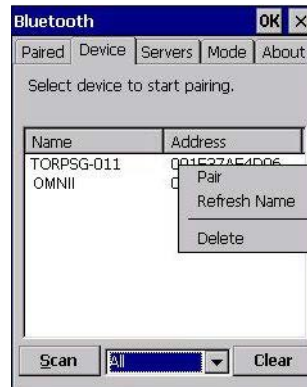 Bluetooth OK ×
Paired Device Servers Mode About
Select device to start pairing.
Name Address
TORPSG-011 001F37AE4D06
OMNII
Pair
Refresh Name
Delete
Scan All Clear